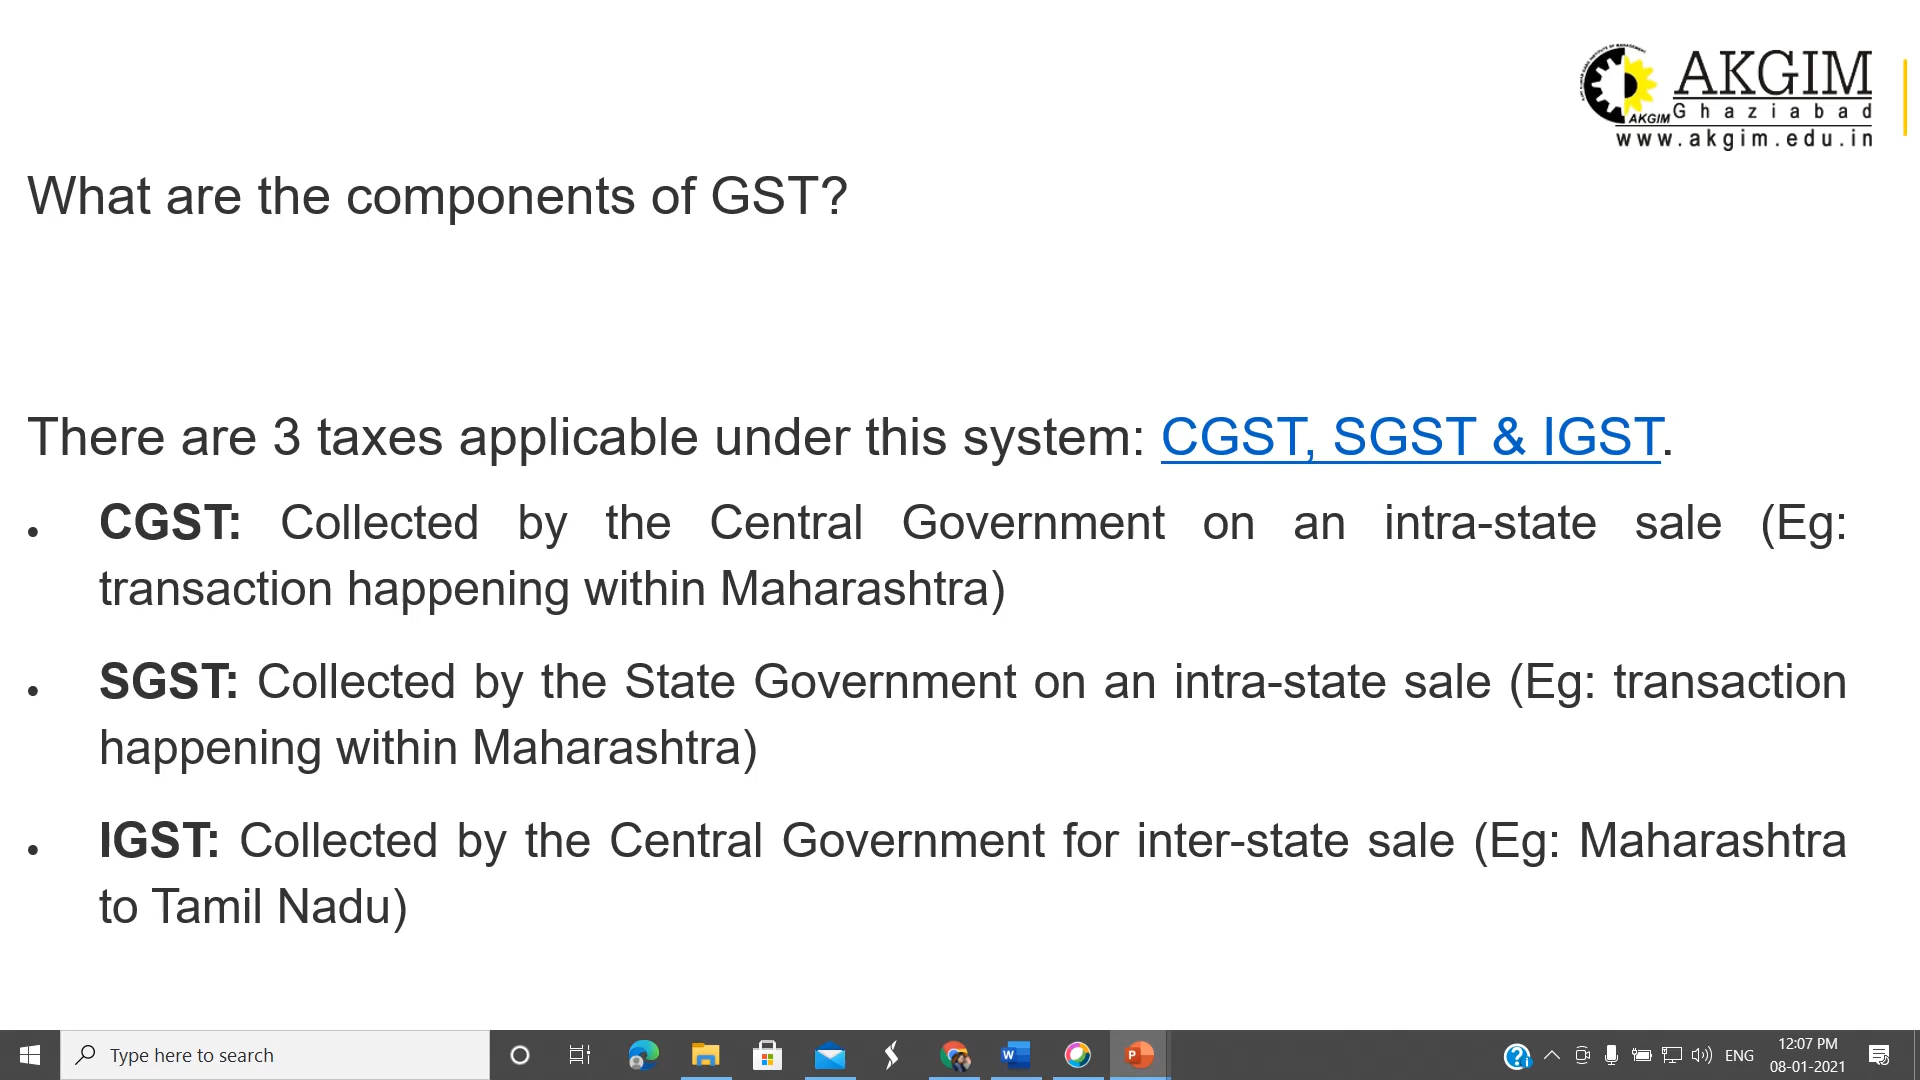 AKGIM
Ghaziabad
AKGIM
www.akgim.edu.in
What are the components of GST?
There are 3 taxes applicable under this system: CGST, SGST & IGST.
• CGST: Collected by the Central Government on an intra-state sale (Eg:
transaction happening within Maharashtra)
• SGST: Collected by the State Government on an intra-state sale (Eg: transaction
happening within Maharashtra)
• IGST: Collected by the Central Government for inter-state sale (Eg: Maharashtra
to Tamil Nadu)
Type here to search
ENG
12:07 PM
08-01-2021